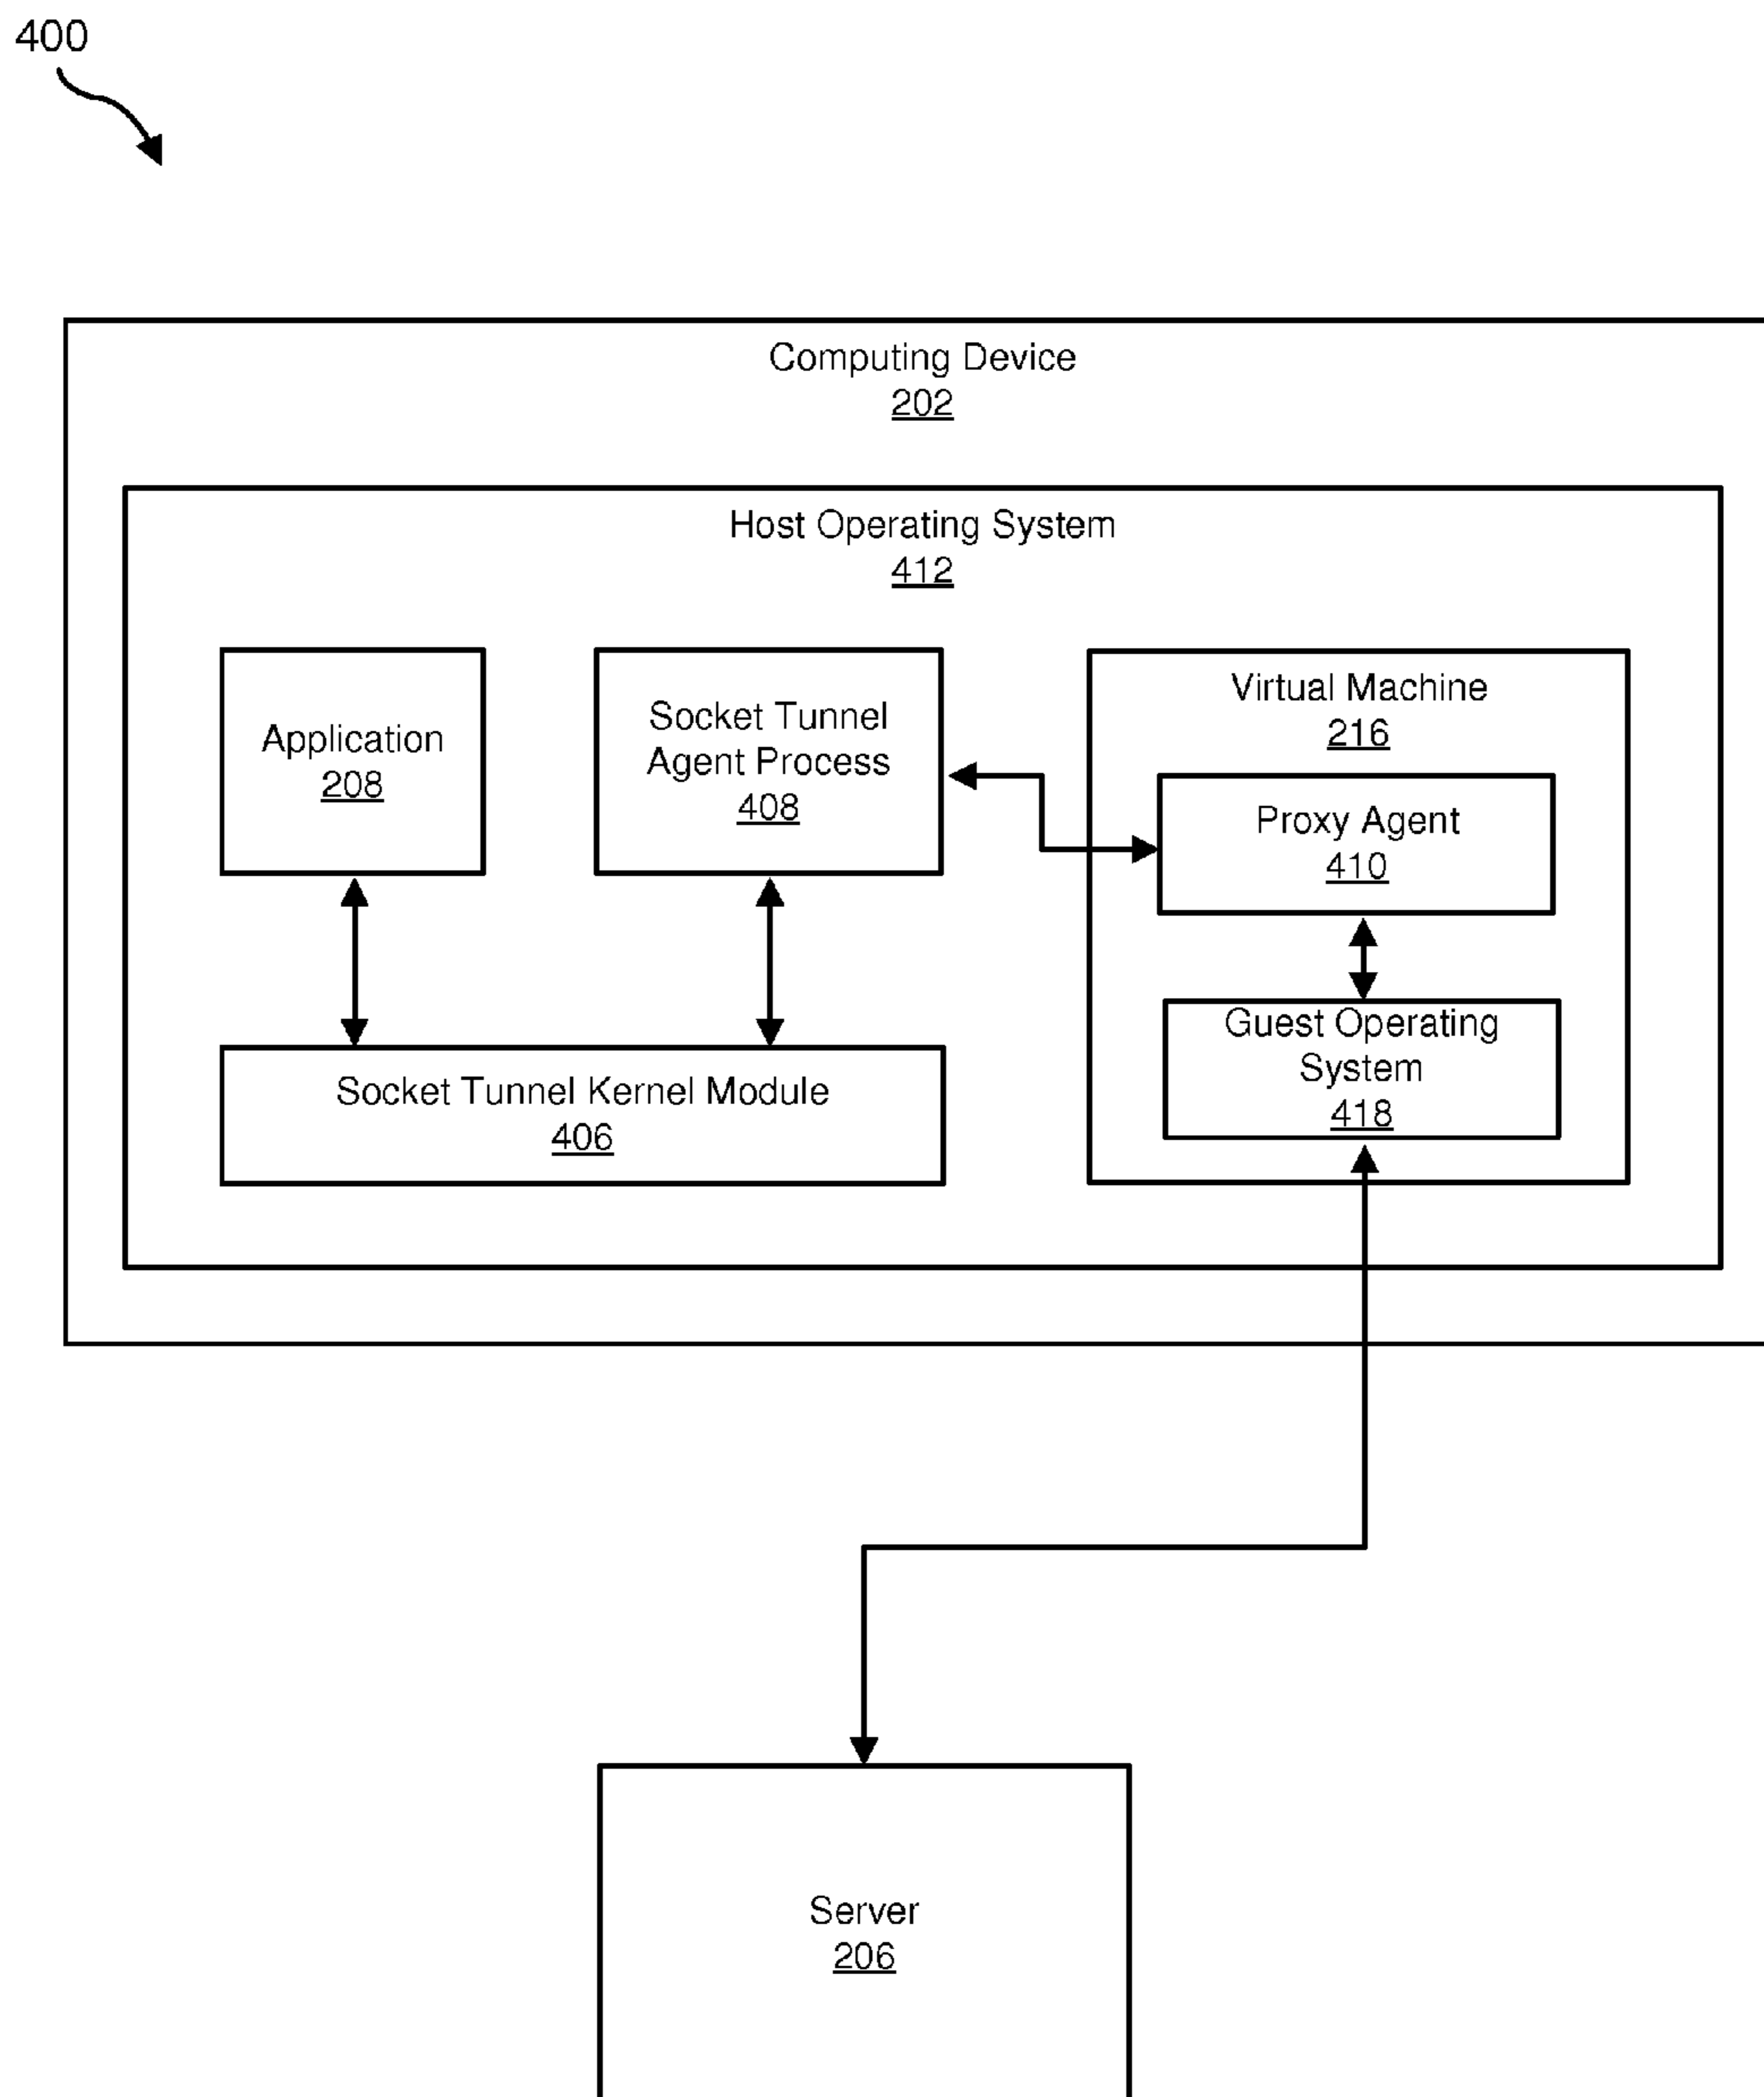 400
Computing Device
202
Host Operating System
412
Application
208
Socket Tunnel
Agent Process
408
Virtual Machine
216
Proxy Agent
410
Guest Operating
System
418
Socket Tunnel Kernel Module
406
Server
206